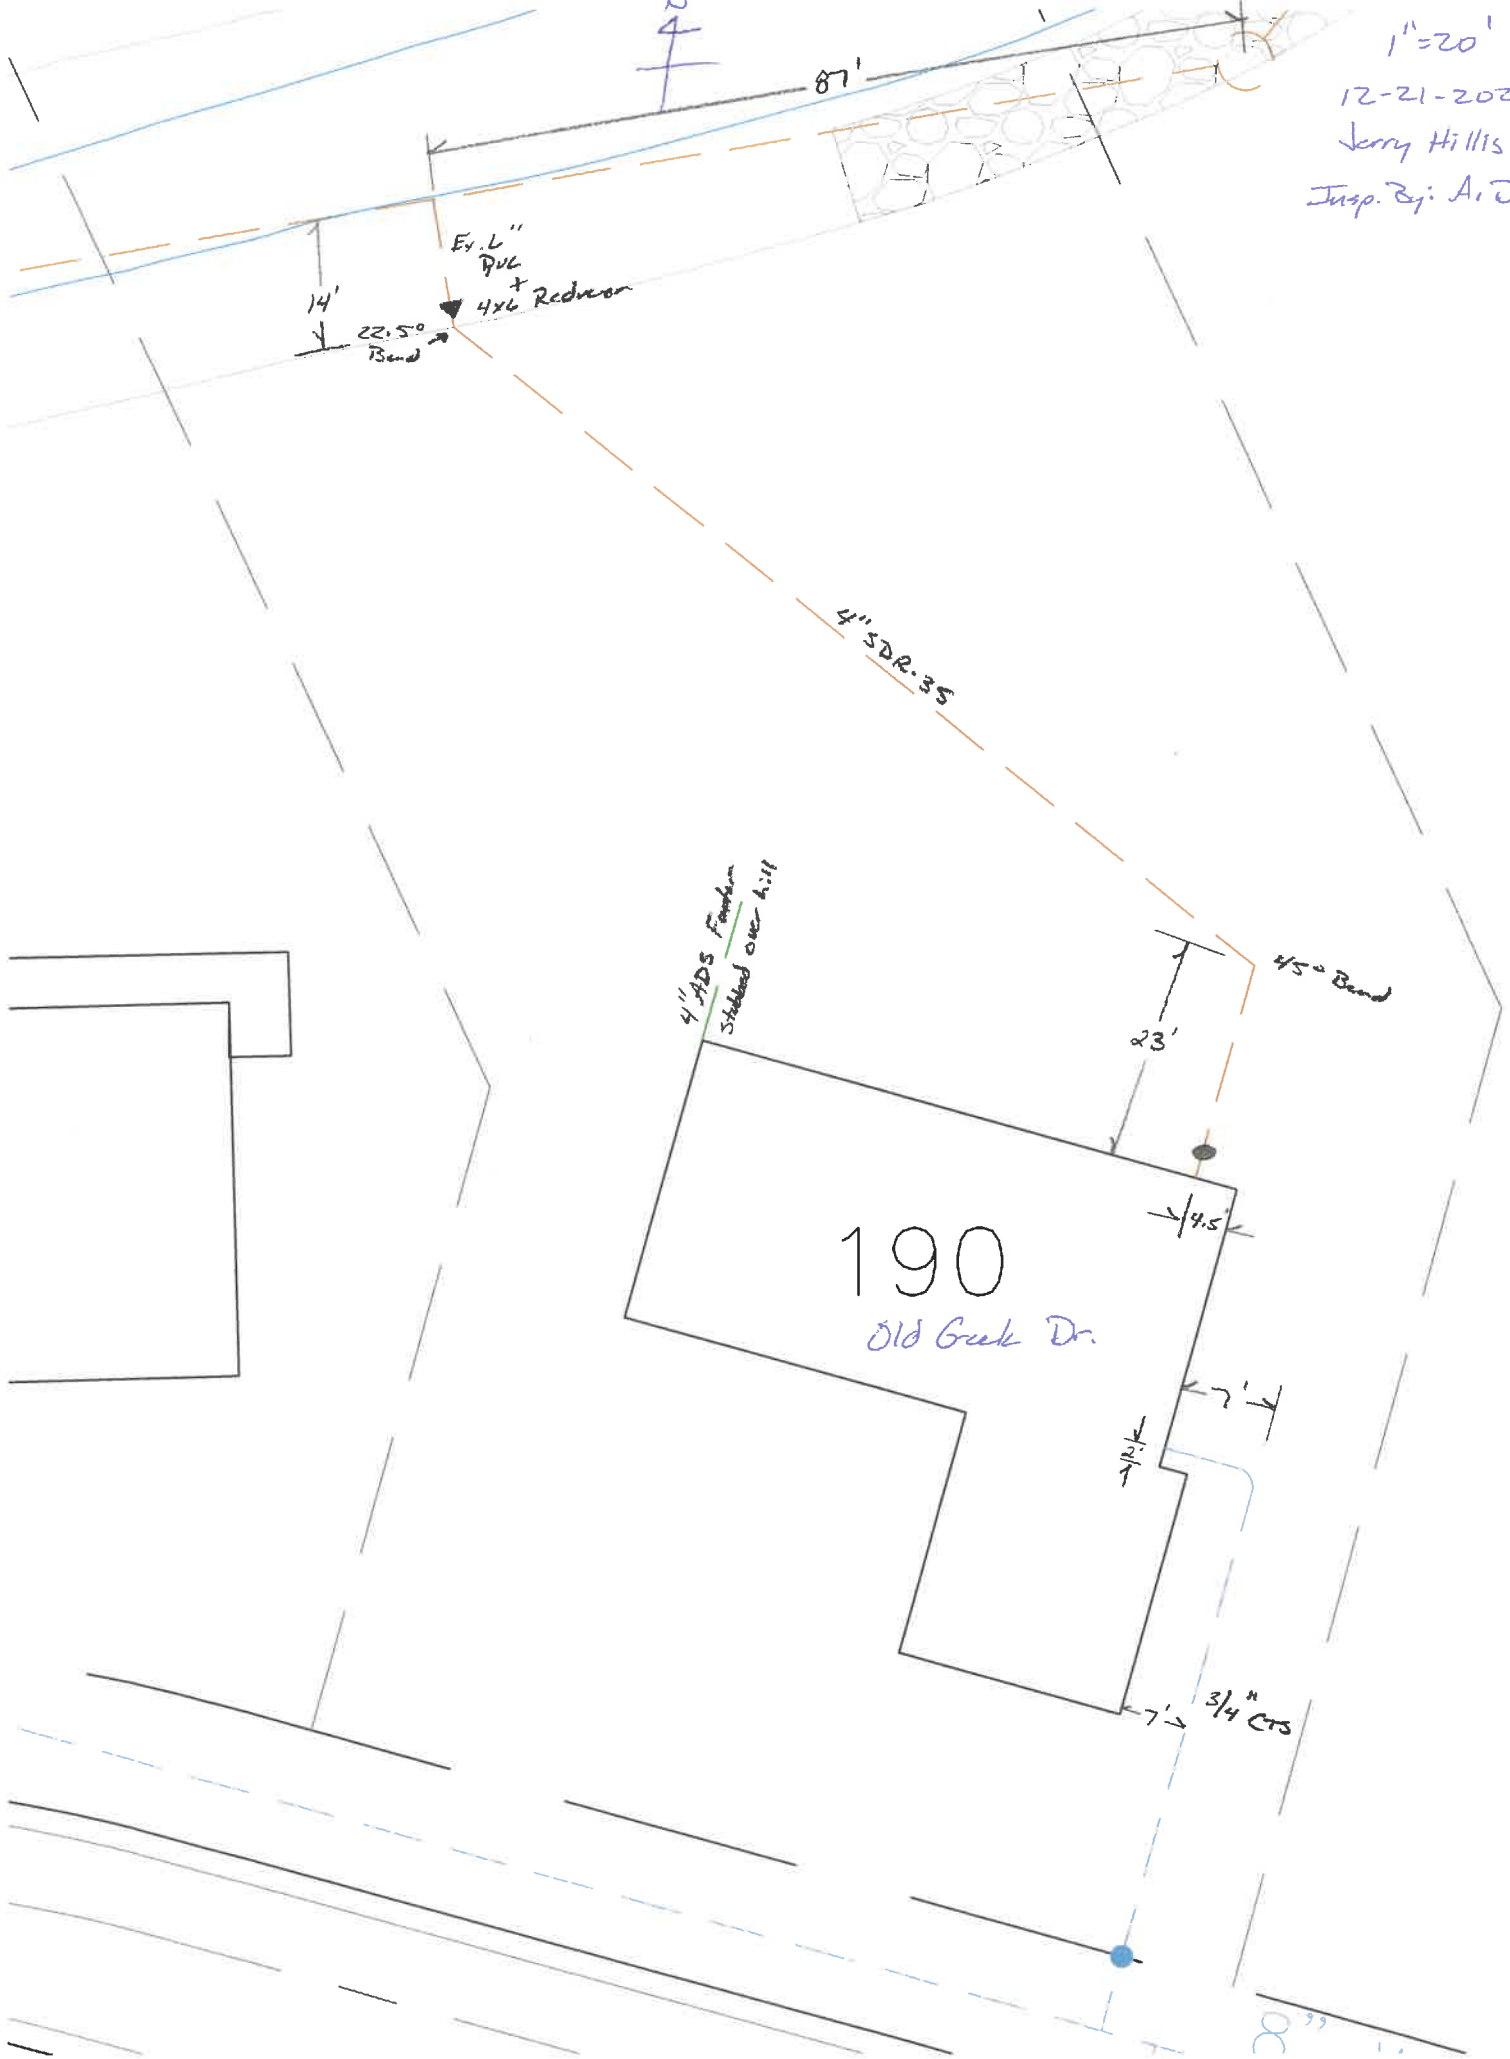 N
1"=20'
12-21-202
Jerry Hillis
Insp. By: A.D
87'
14'
Ex. 6"
PVC
+
4x6 Reducer
22.5°
Bend
4" SDR-35
4" ADS
Stubbed over hill
45° Bend
23'
4.5'
190
Old Creek Dr.
7'
2'
7'
3/4" CTS
8"